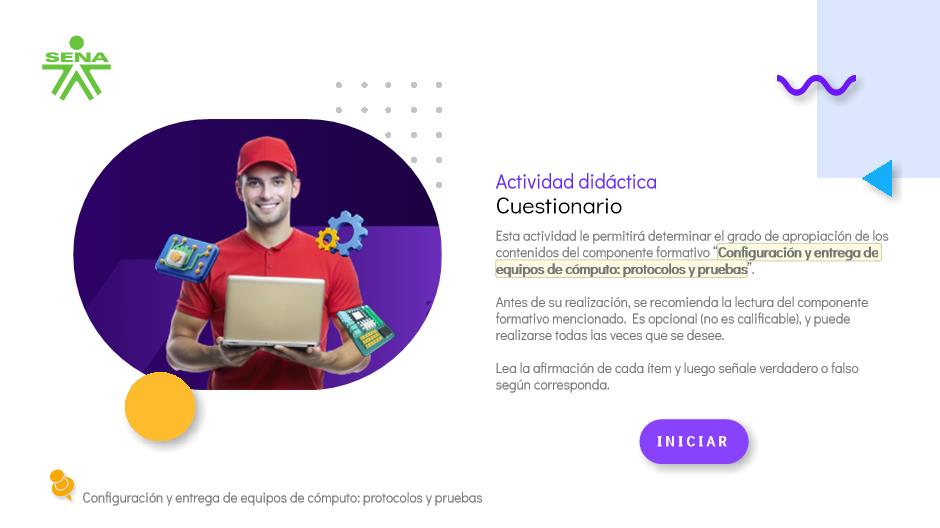 SENA
Actividad didáctica
Cuestionario
Esta actividad le permitirá determinar el grado de apropiación de los
contenidos del componente formativo “Configuración y entrega de
equipos de cómputo: protocolos y pruebas”.
Antes de su realización, se recomienda la lectura del componente
formativo mencionado. Es opcional (no es calificable), y puede
realizarse todas las veces que se desee.
Lea la afirmación de cada ítem y luego señale verdadero o falso
según corresponda.
INICIAR
Configuración y entrega de equipos de cómputo: protocolos y pruebas